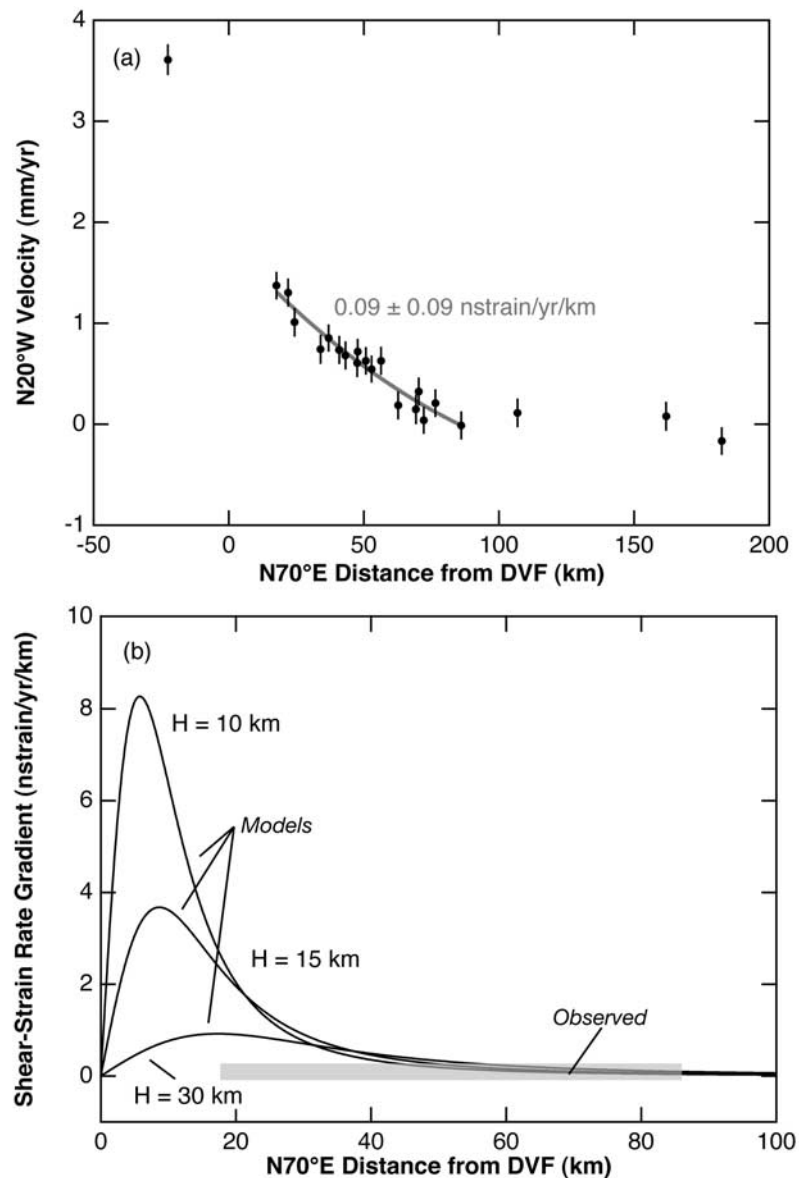 (a)
4
3
2
1
0
-1
N20°W Velocity (mm/yr)
0.09 ± 0.09 nstrain/yr/km
-50 0 50 100 150 200
N70°E Distance from DVF (km)
(b)
10
8
6
4
2
0
Shear-Strain Rate Gradient (nstrain/yr/km)
H = 10 km
Models
H = 15 km
Observed
H = 30 km
0 20 40 60 80 100
N70°E Distance from DVF (km)